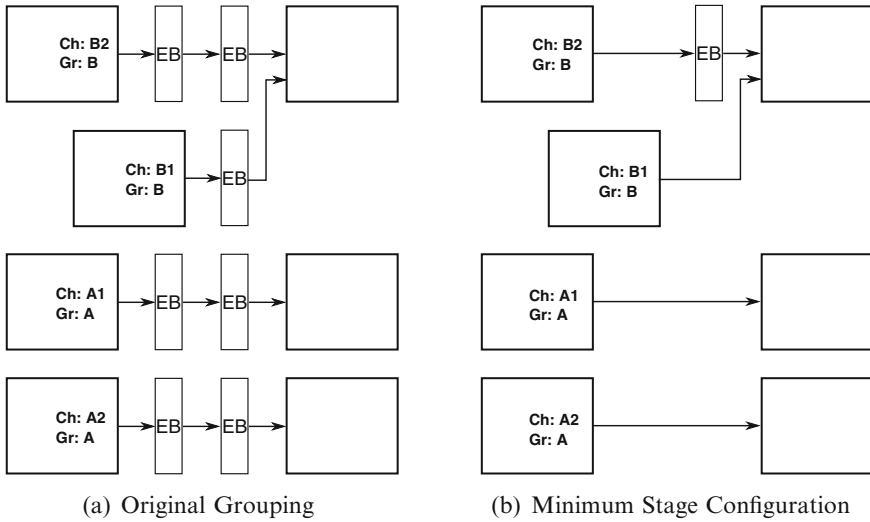 Ch: B2
Gr: B
EB
EB
Ch: B1
Gr: B
EB
Ch: A1
Gr: A
EB
EB
Ch: A2
Gr: A
EB
EB
(a) Original Grouping
Ch: B2
Gr: B
EB
Ch: B1
Gr: B
Ch: A1
Gr: A
Ch: A2
Gr: A
(b) Minimum Stage Configuration